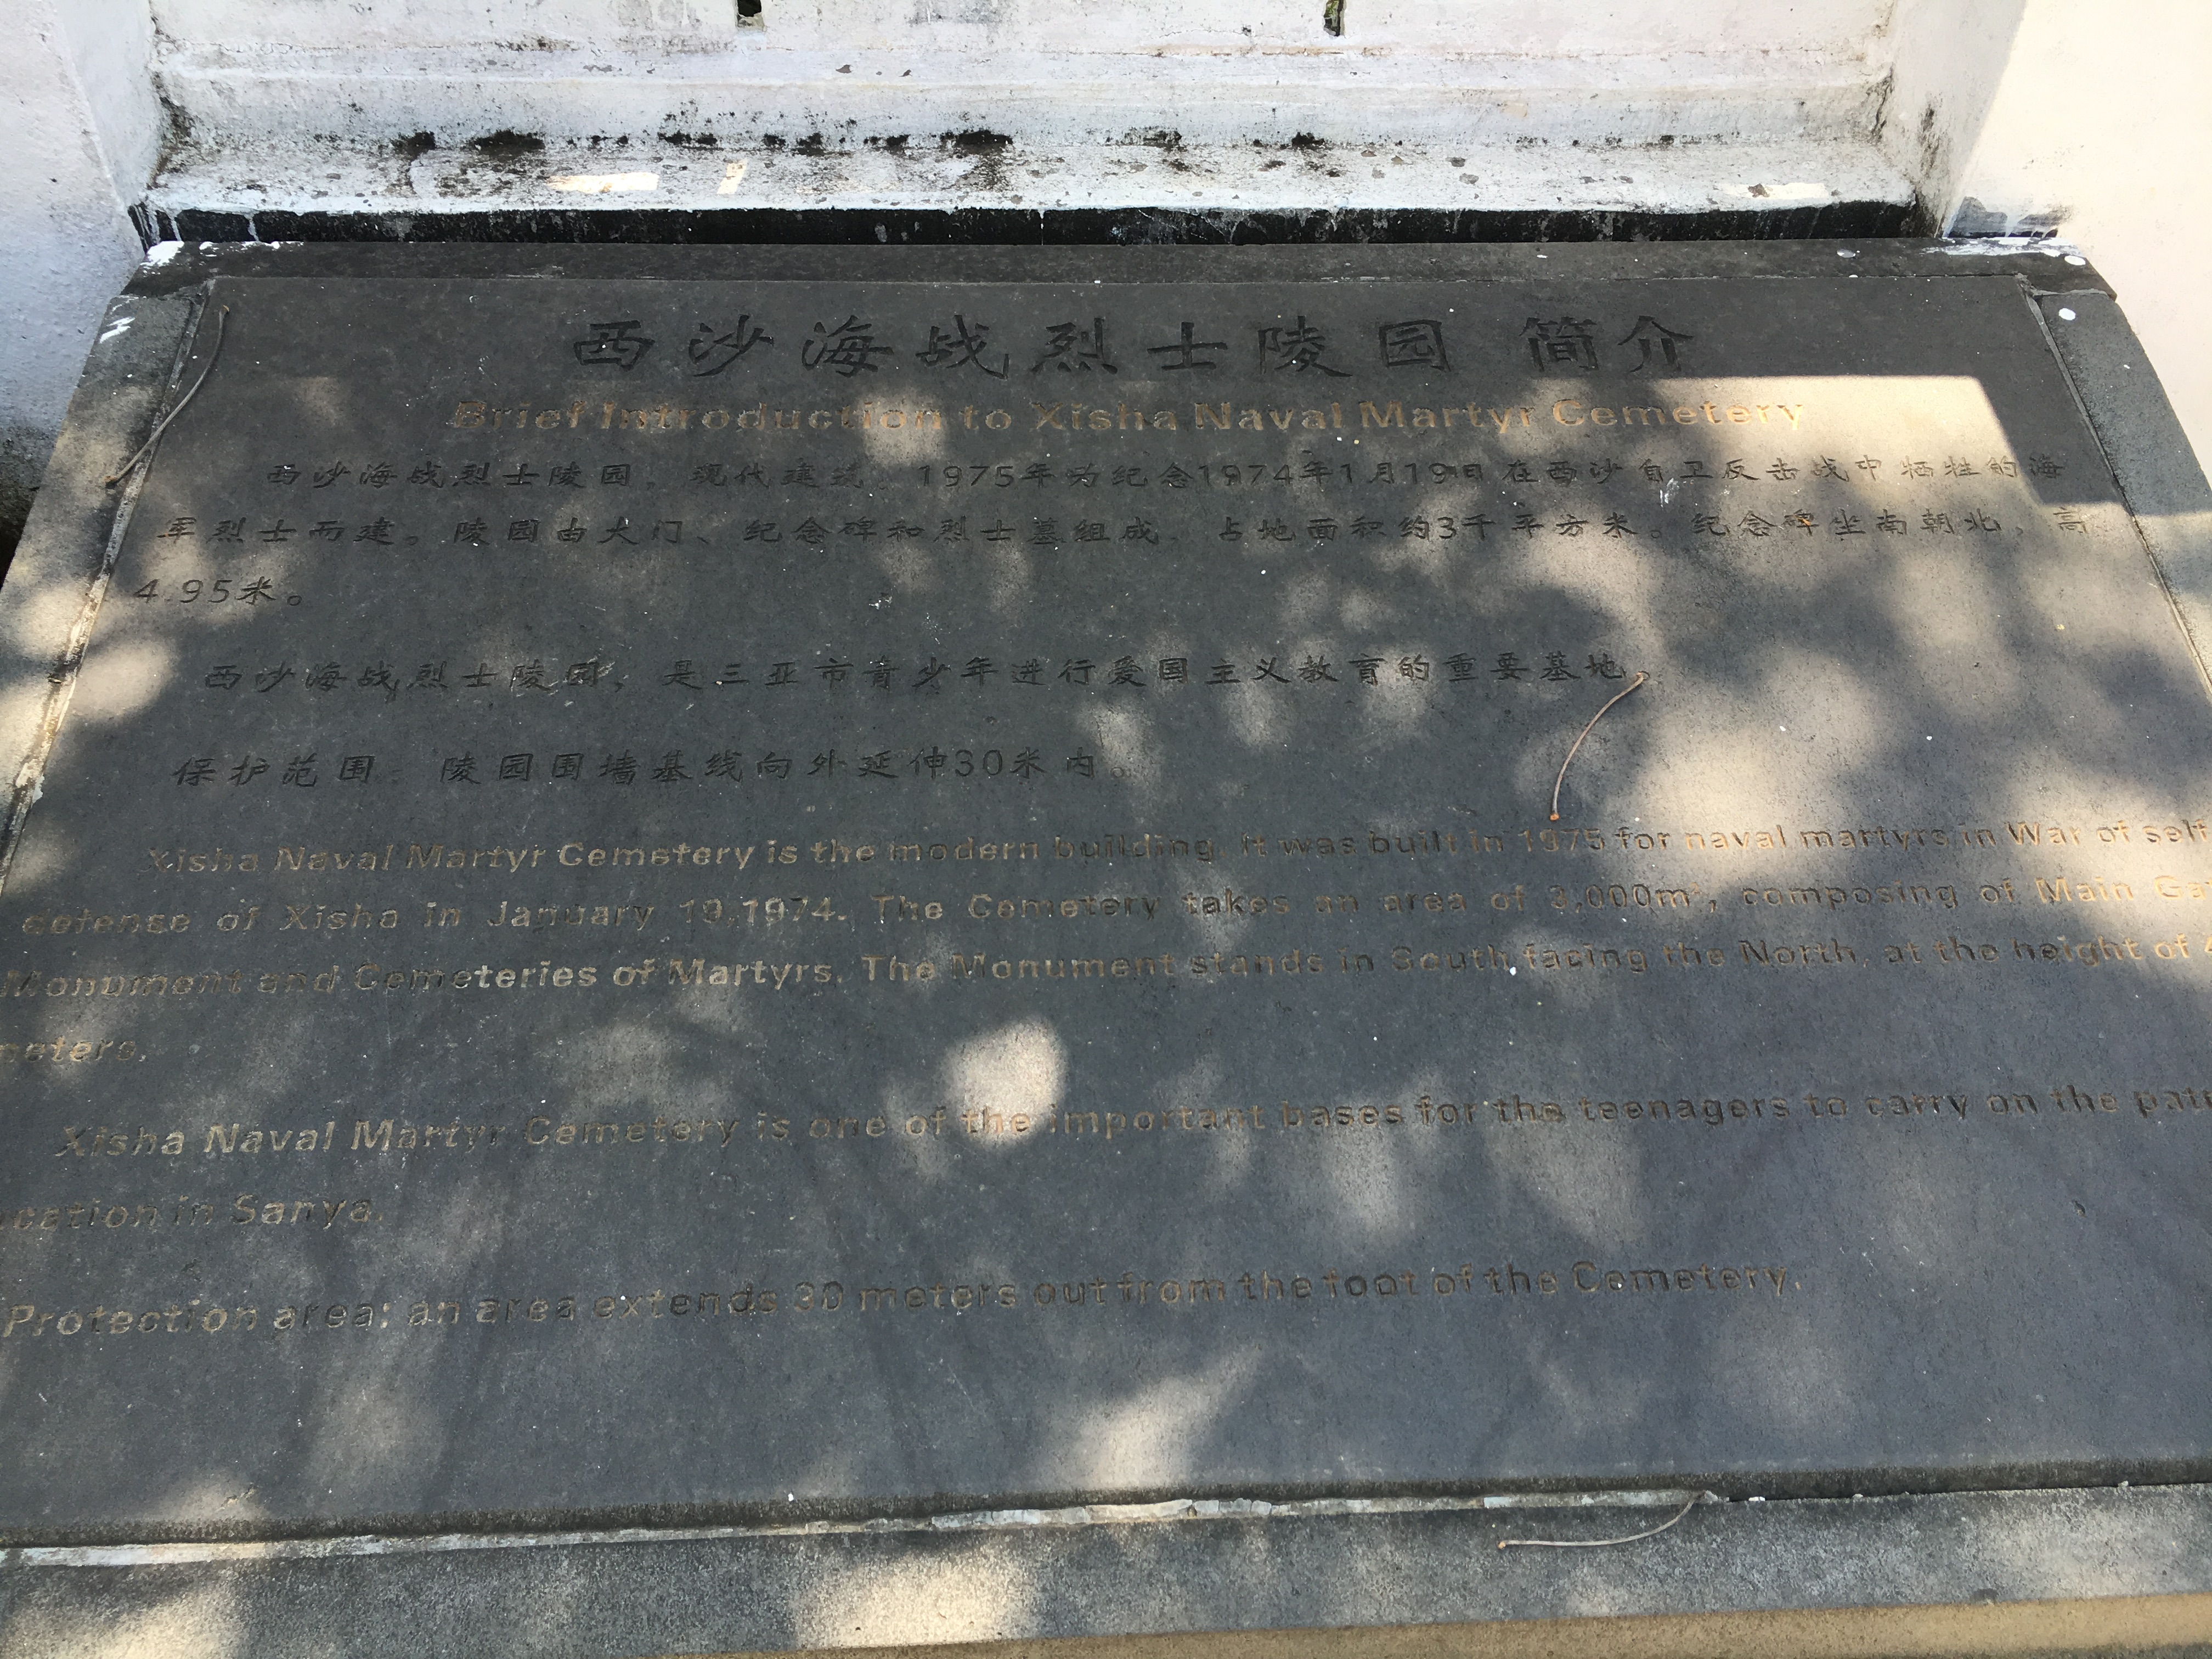 西沙海战烈士陵园 简介
Brief Introduction to Xisha Naval Martyr Cemetery
西沙海战烈士陵园，现代建筑。1975年为纪念1974年1月19日在西沙自卫反击战中牺牲的海
军烈士而建。陵园由大门、纪念碑和烈士墓组成，占地面积约3千平方米。纪念碑坐南朝北，高
4.95米。
西沙海战烈士陵园，是三亚市青少年进行爱国主义教育的重要基地。
保护范围：陵园围墙基线向外延伸30米内。
Xisha Naval Martyr Cemetery is the modern building. It was built in 1975 for naval martyrs in War of self
defense of Xisha in January 19,1974. The Cemetery takes an area of 3,000m², composing of Main
Monument and Cemeteries of Martyrs. The Monument stands in South facing the North, at the height of
meters.
Xisha Naval Martyr Cemetery is one of the important bases for the teenagers to carry on the
in Sanya.
Protection area: an area extends 30 meters out from the foot of the Cemetery.